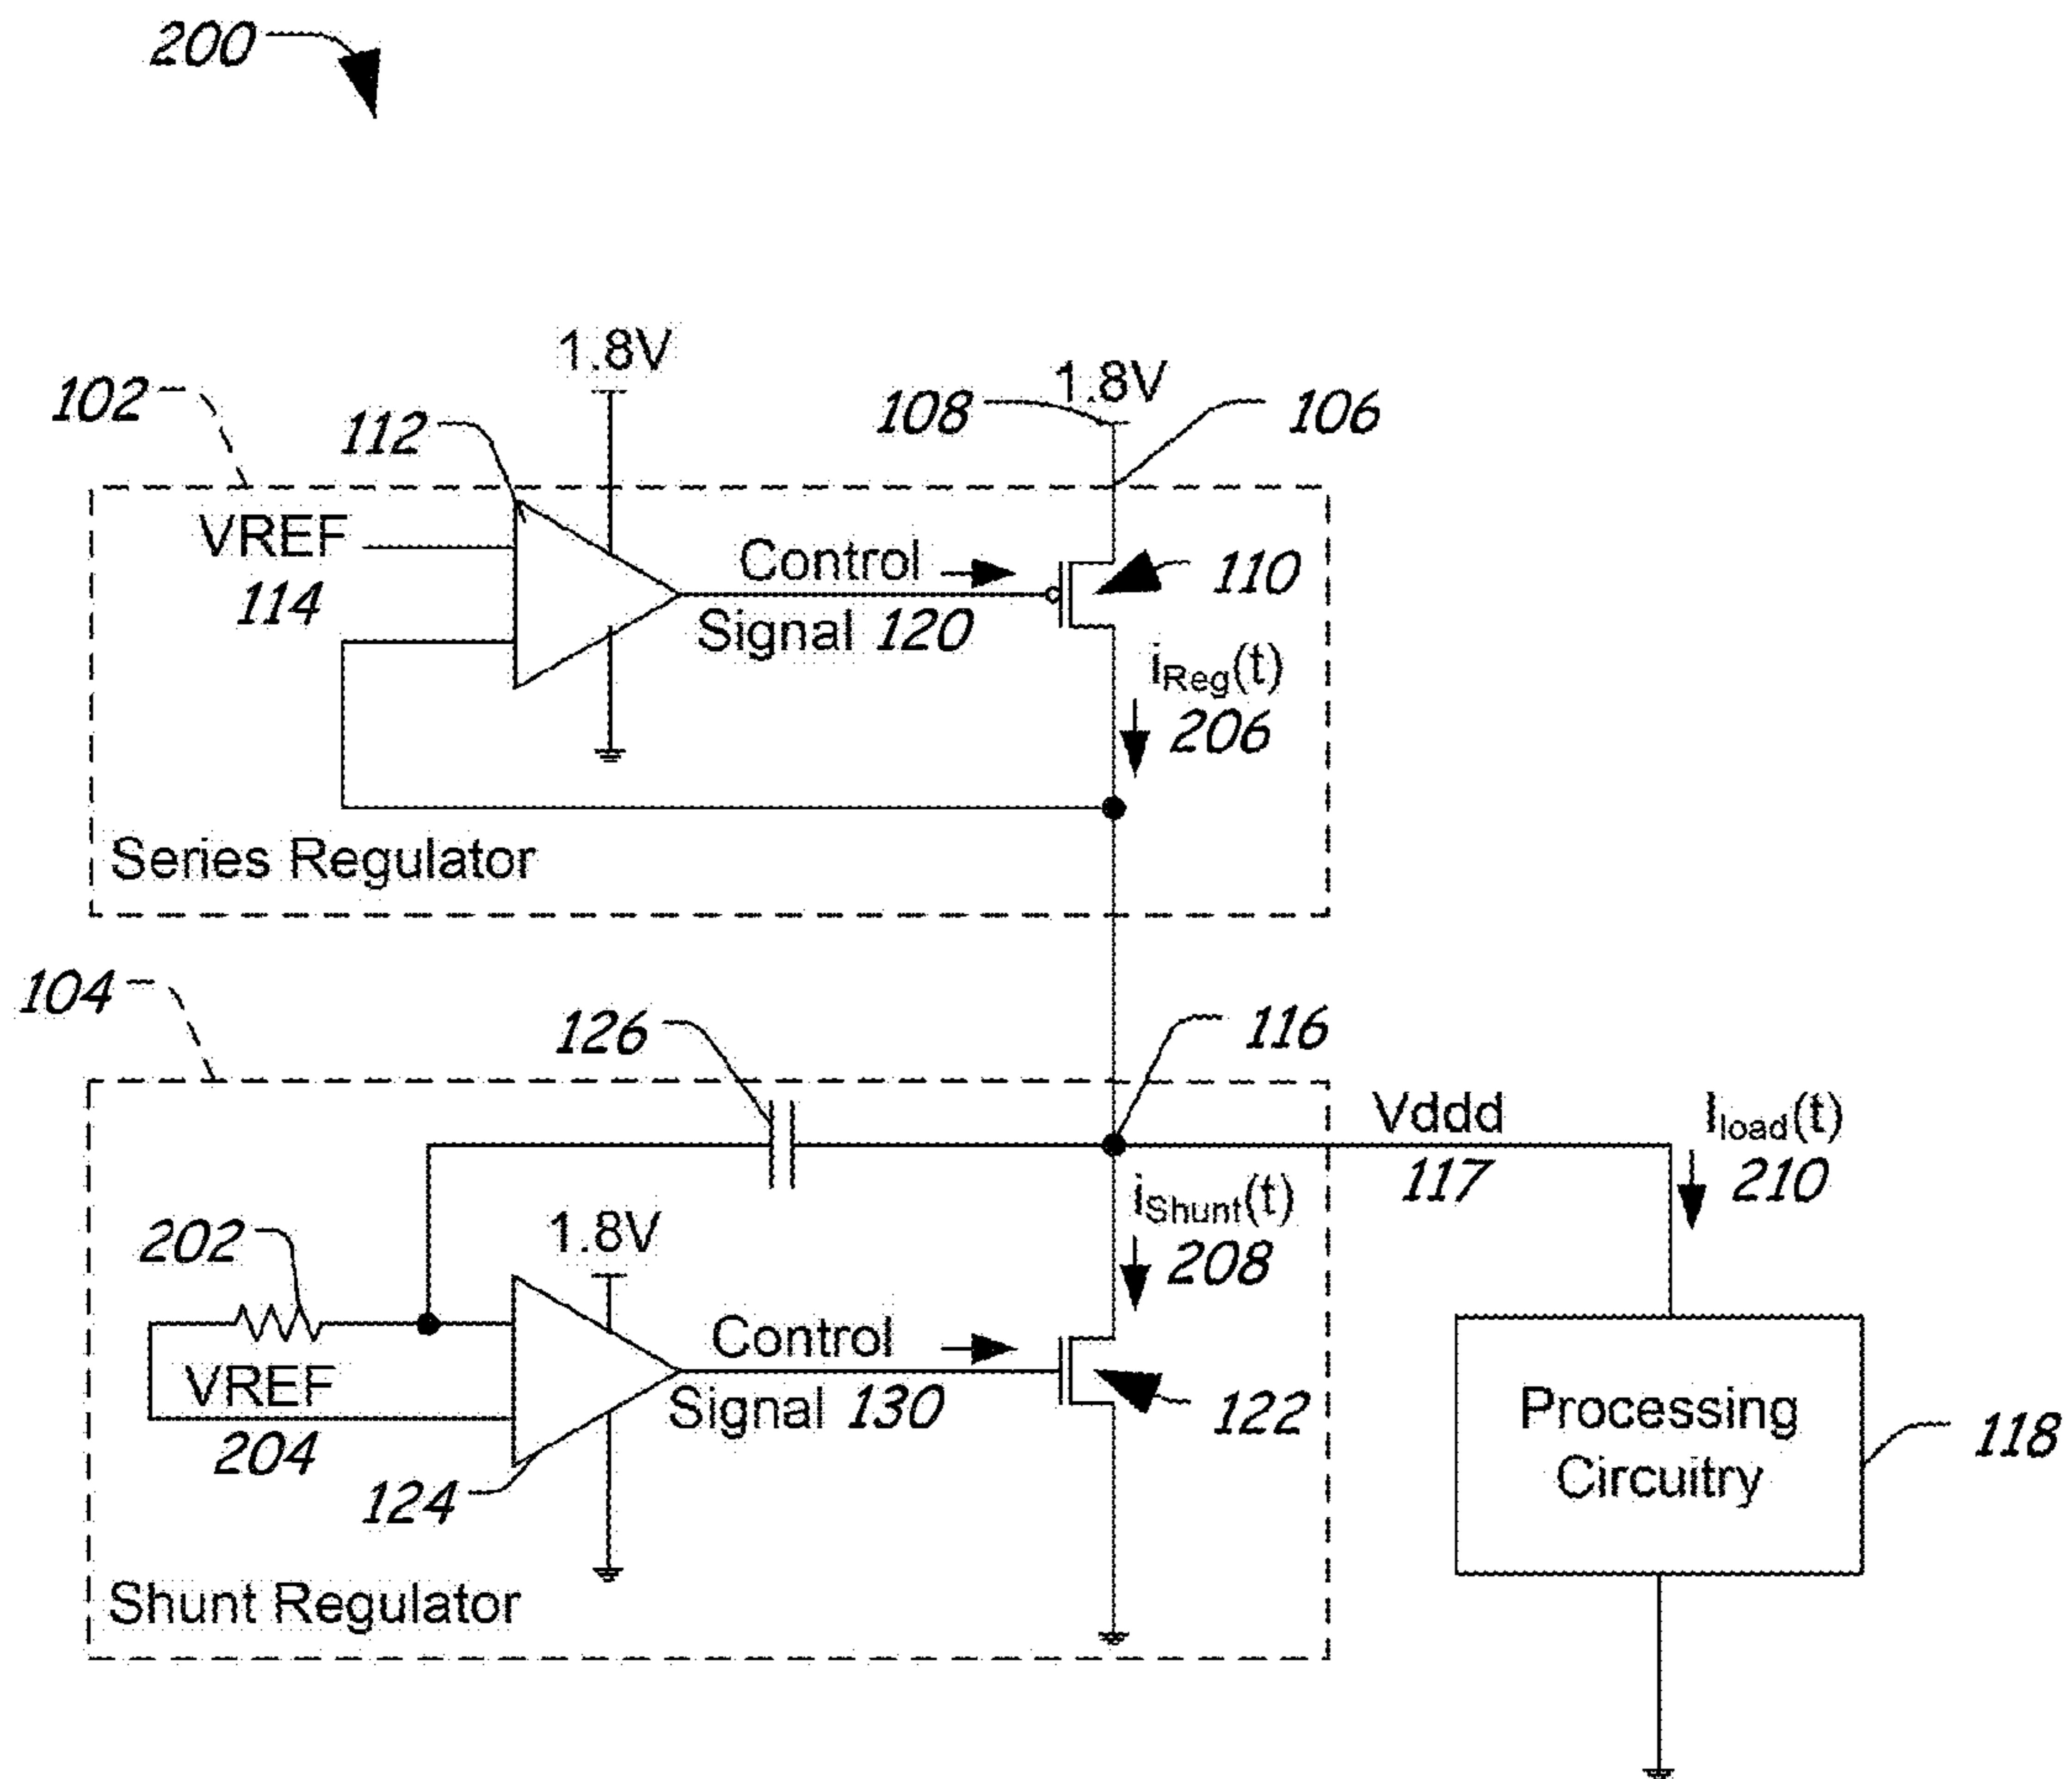 200
1.8V
1.8V
102
112
108
106
VREF
114
Control
Signal 120
110
iReg(t)
206
Series Regulator
104
126
116
Vddd
117
Iload(t)
210
202
1.8V
iShunt(t)
208
VREF
204
Control
Signal 130
122
124
Processing
Circuitry
118
Shunt Regulator